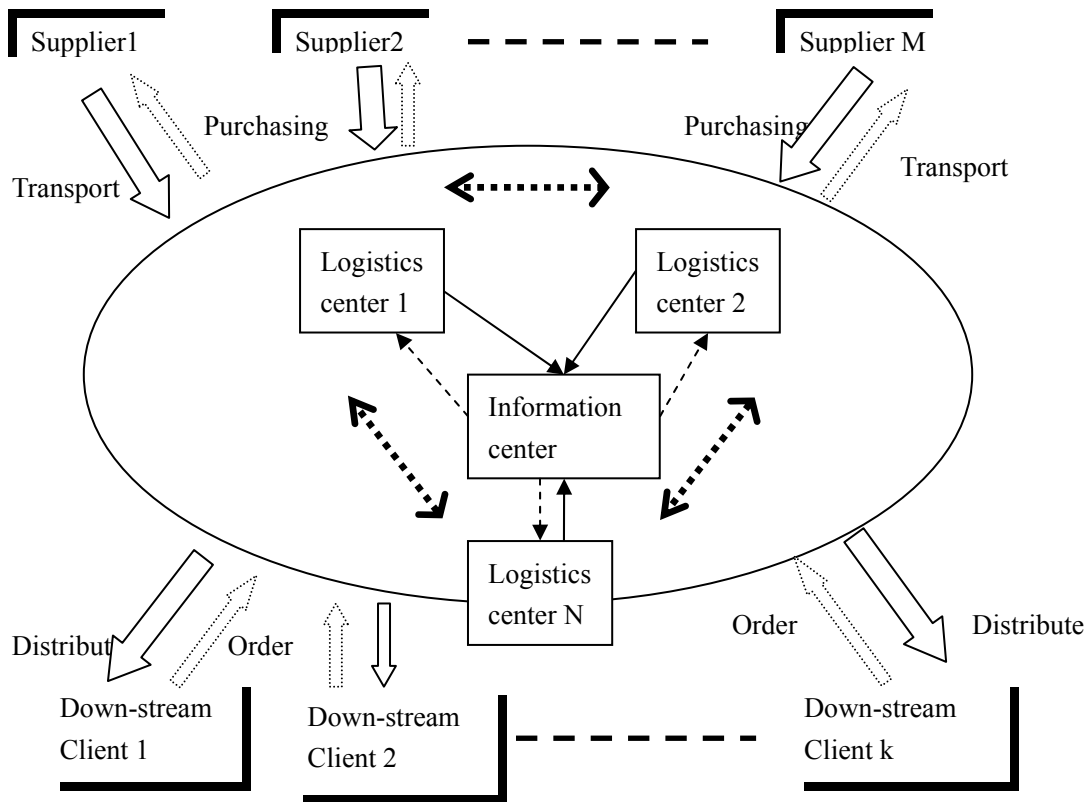 Supplier1
Supplier2
Supplier M
Purchasing
Purchasing
Transport
Transport
Logistics
center 1
Logistics
center 2
Information
center
Logistics
center N
Distribut
Order
Order
Distribute
Down-stream
Client 1
Down-stream
Client 2
Down-stream
Client k